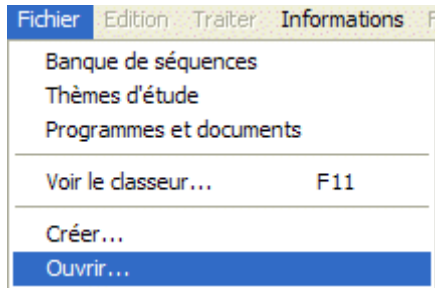 Fichier Edition Traiter Informations F
Banque de séquences
Thèmes d'étude
Programmes et documents
Voir le classeur... F11
Créer...
Ouvrir...